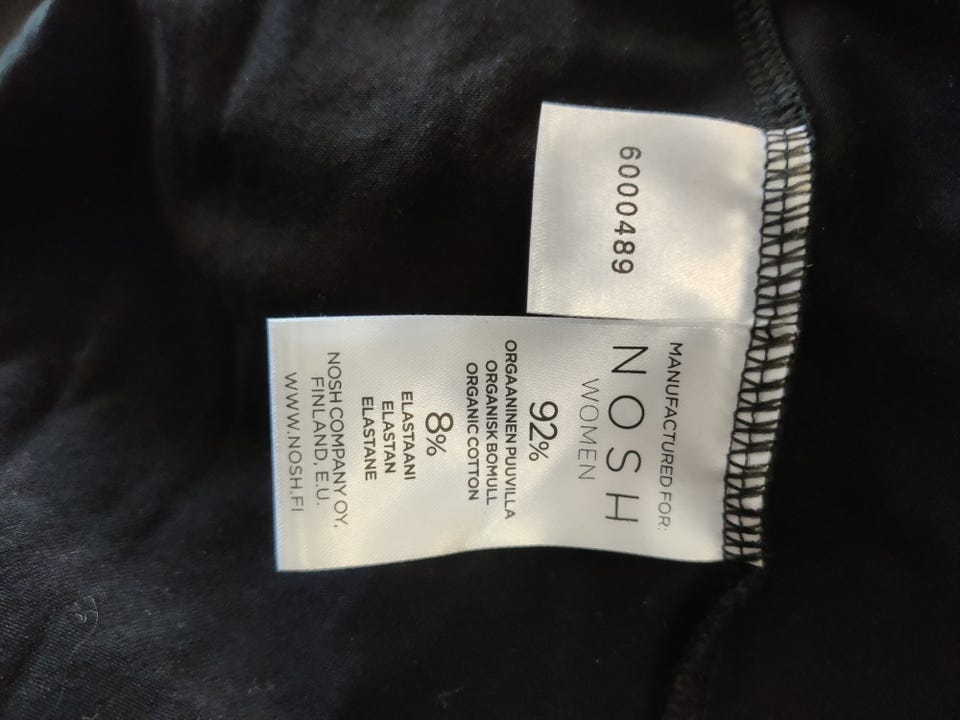 6000489
MANUFACTURED FOR:
NOSH
WOMEN
92%
ORGAANINEN PUUVILLA
ORGANISK BOMULL
ORGANIC COTTON
8%
ELASTAANI
ELASTAN
ELASTANE
NOSH COMPANY OY,
FINLAND, E.U.
WWW.NOSH.FI